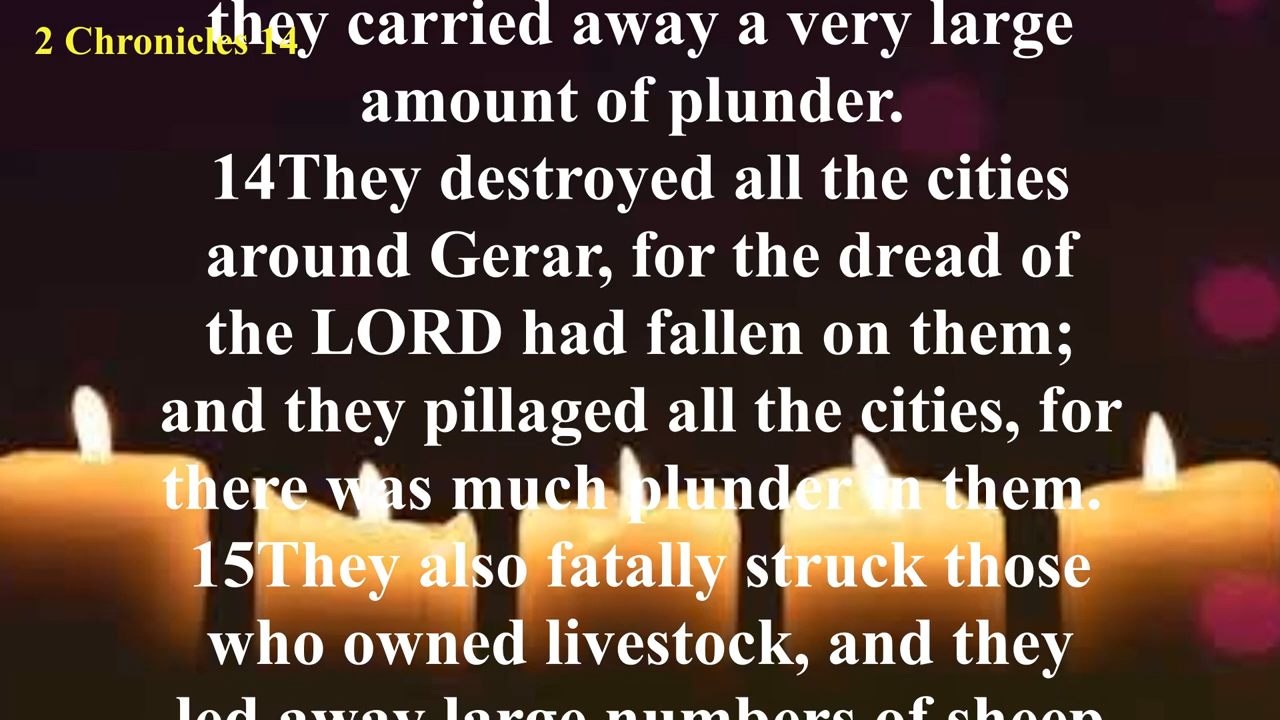 2 Chronicles 14
they carried away a very large
amount of plunder.
14They destroyed all the cities
around Gerar, for the dread of
the LORD had fallen on them;
and they pillaged all the cities, for
there was much plunder in them.
15They also fatally struck those
who owned livestock, and they
led away large numbers of sheep